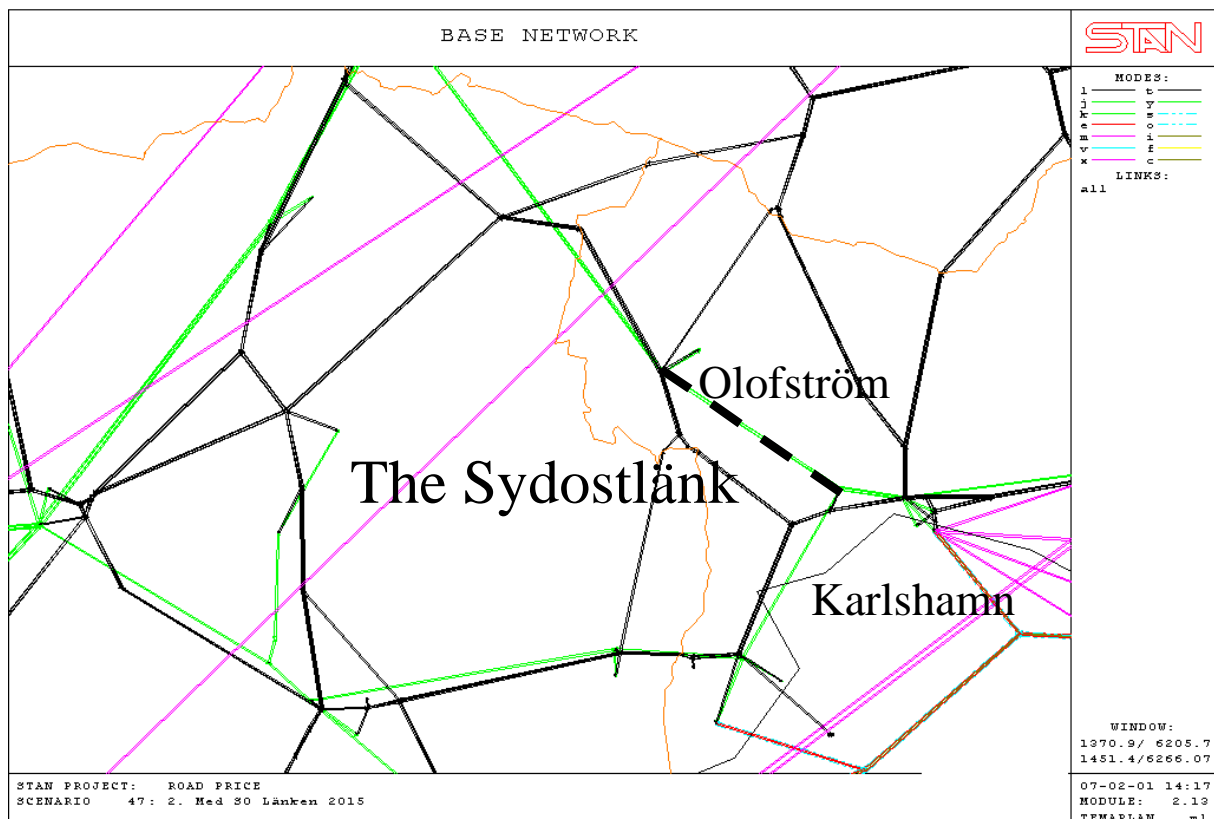 BASE NETWORK
STAN
MODES:
l t
j y
k s
e o
m i
v f
x c
LINKS:
all
Olofström
The Sydostlänk
Karlshamn
WINDOW:
1370.9/ 6205.7
1451.4/6266.07
STAN PROJECT: ROAD PRICE
SCENARIO 47: 2. Med SO Länken 2015
07-02-01 14:17
MODULE: 2.13
TEMAPLAN ml